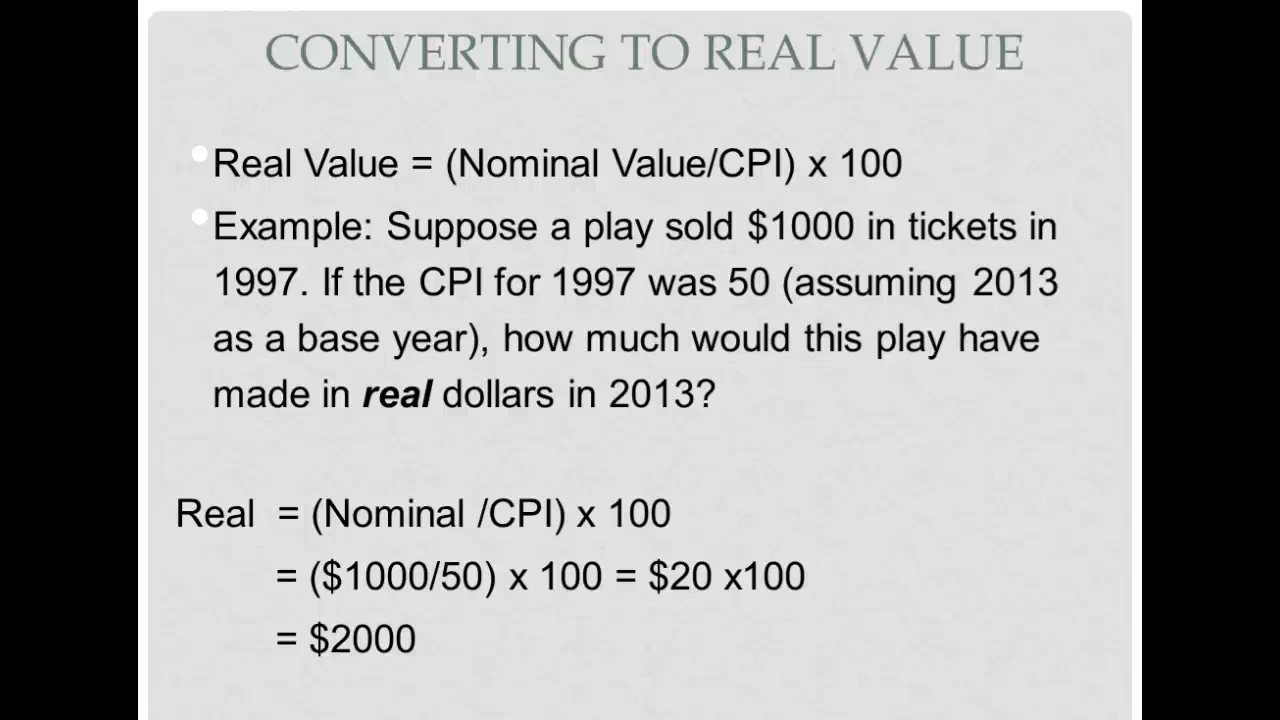 CONVERTING TO REAL VALUE
• Real Value = (Nominal Value/CPI) x 100
• Example: Suppose a play sold $1000 in tickets in
1997. If the CPI for 1997 was 50 (assuming 2013
as a base year), how much would this play have
made in real dollars in 2013?
Real = (Nominal /CPI) x 100
= ($1000/50) x 100 = $20 x100
= $2000